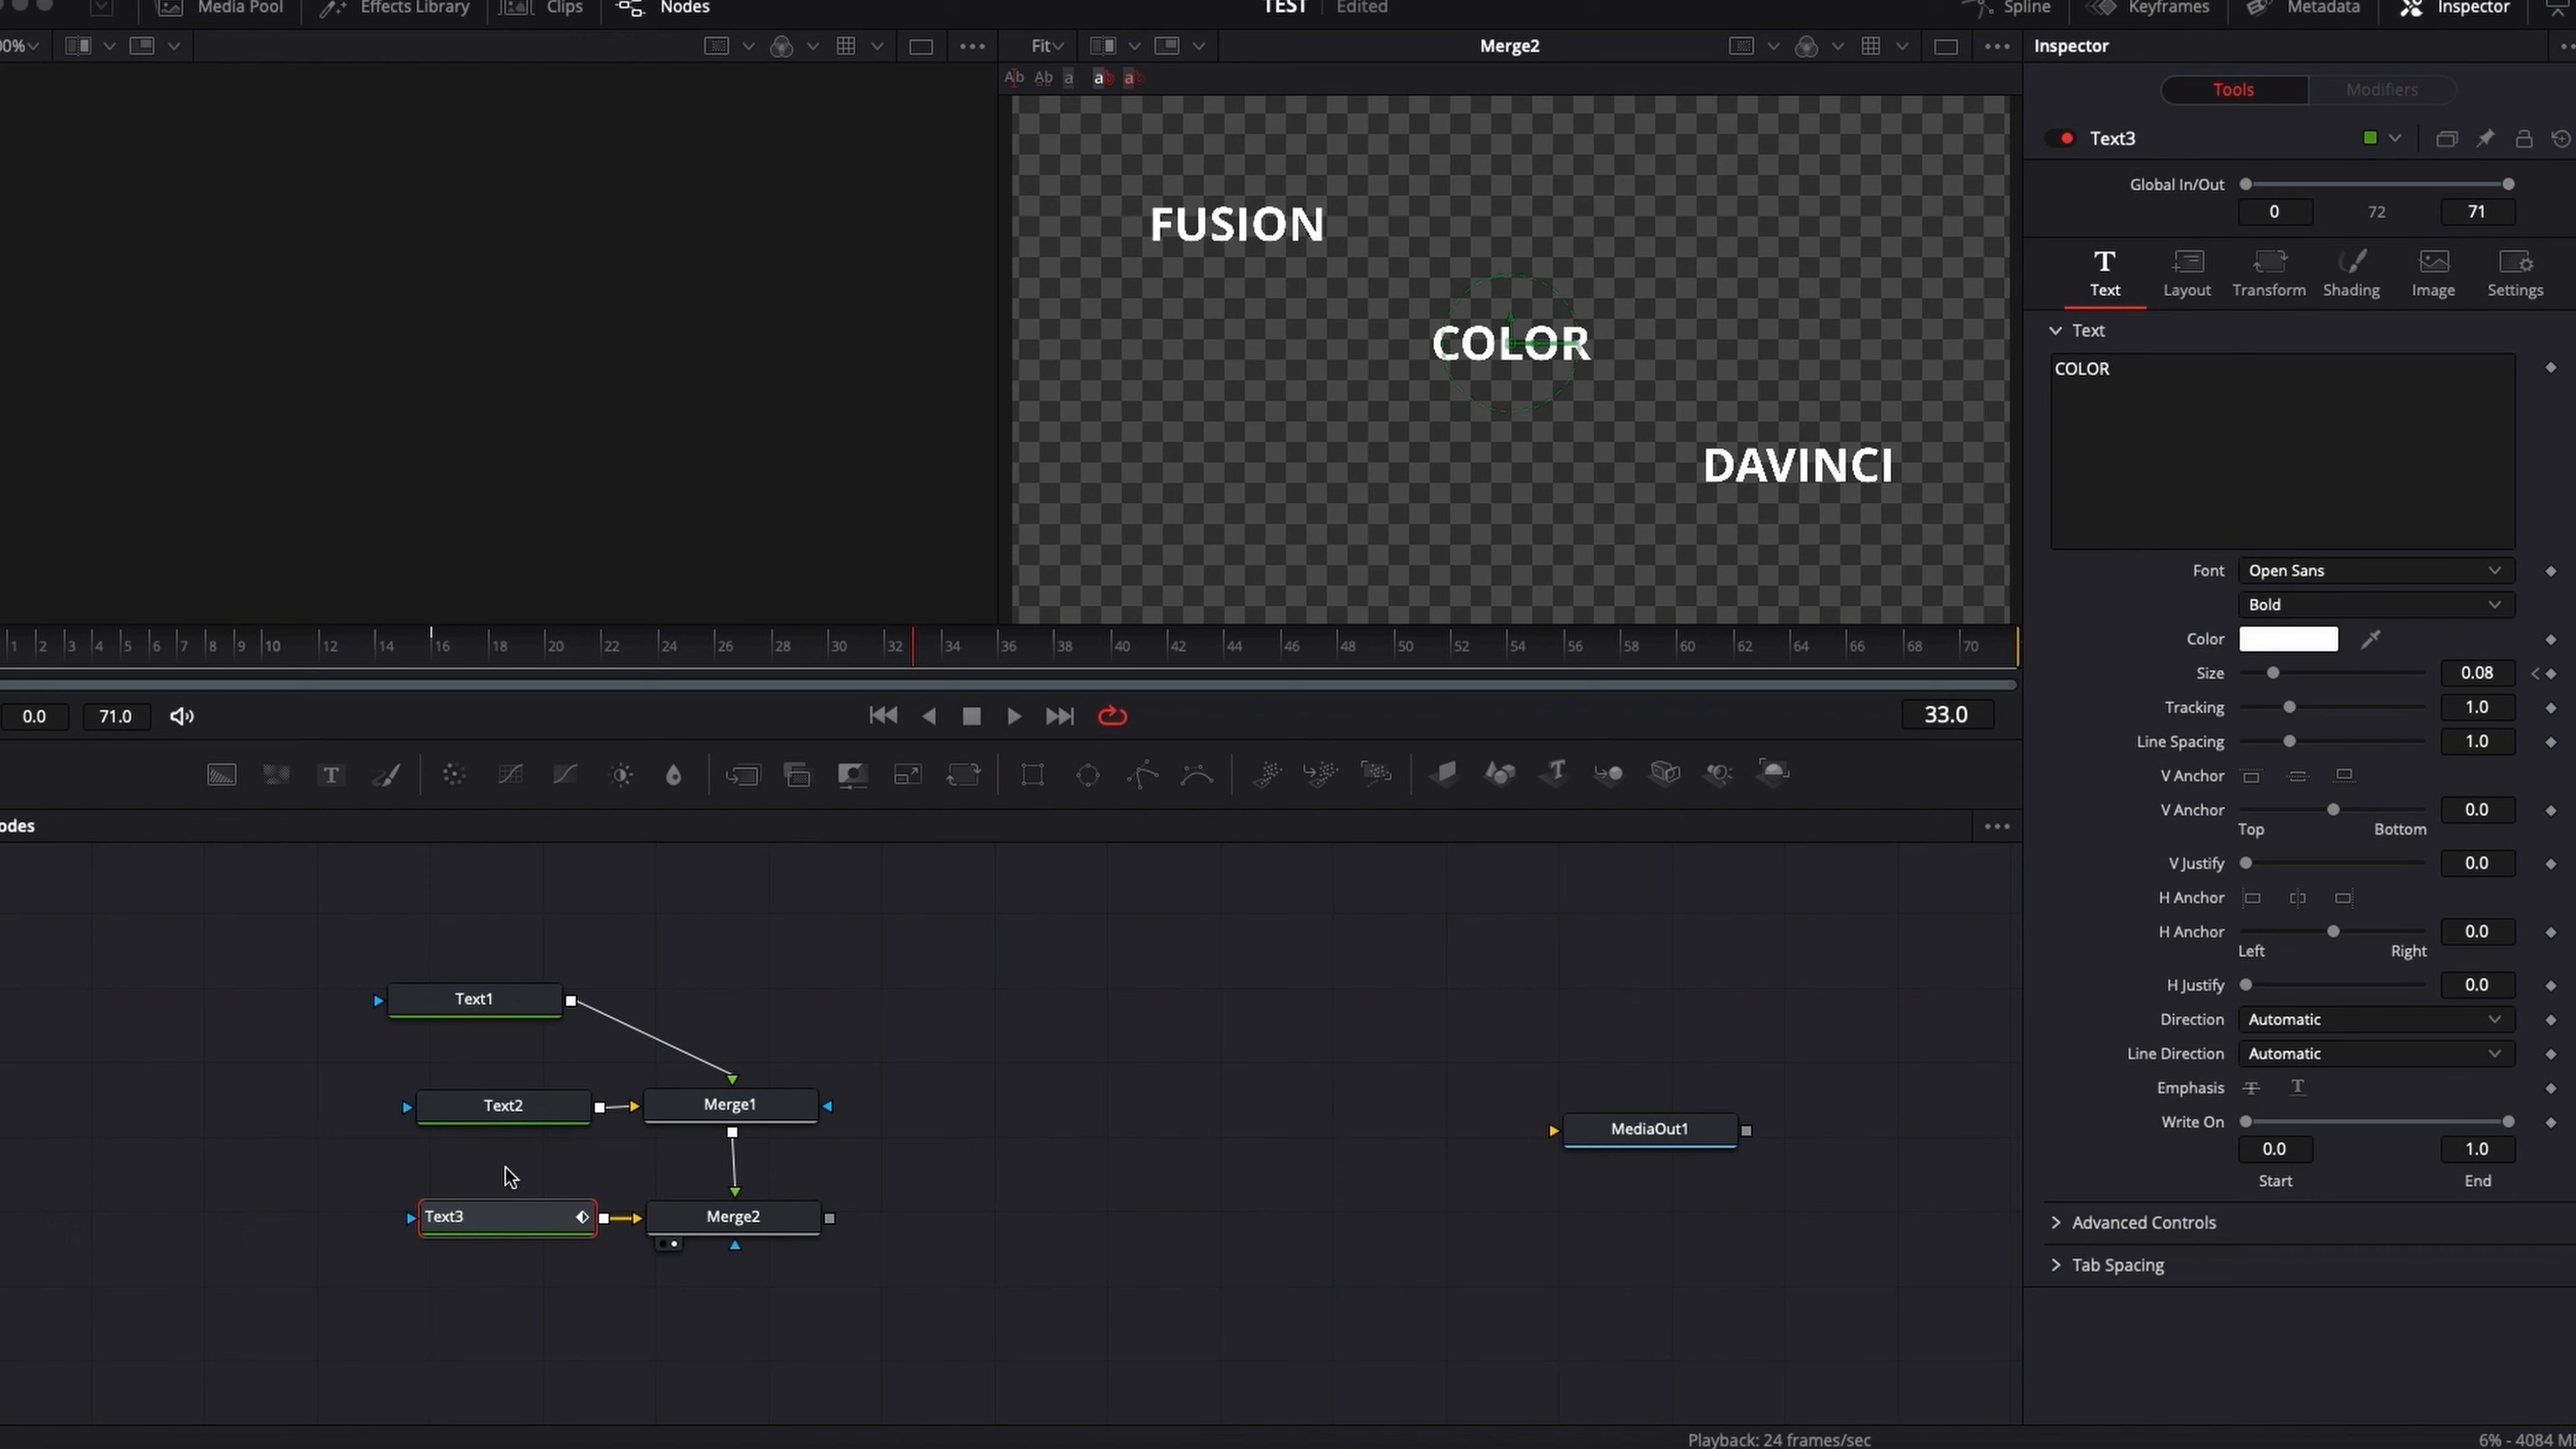 Media Pool Effects Library Clips Nodes TEST Edited Spline Keyframes Metadata Inspector
0% Fit Merge2 Inspector
Ab Ab a ab ab
Tools Modifiers
Text3
Global In/Out
0 72 71
Text Layout Transform Shading Image Settings
Text
COLOR
FUSION
COLOR
DAVINCI
Font Open Sans
Bold
Color
Size 0.08
Tracking 1.0
Line Spacing 1.0
V Anchor
V Anchor 0.0
Top Bottom
V Justify 0.0
H Anchor
H Anchor 0.0
Left Right
H Justify 0.0
Direction Automatic
Line Direction Automatic
Emphasis
Write On
0.0 1.0
Start End
Advanced Controls
Tab Spacing
1 2 3 4 5 6 7 8 9 10 12 14 16 18 20 22 24 26 28 30 32 34 36 38 40 42 44 46 48 50 52 54 56 58 60 62 64 66 68 70
0.0 71.0 33.0
odes
Text1
Text2 Merge1
MediaOut1
Text3 Merge2
Playback: 24 frames/sec 6% - 4084 M